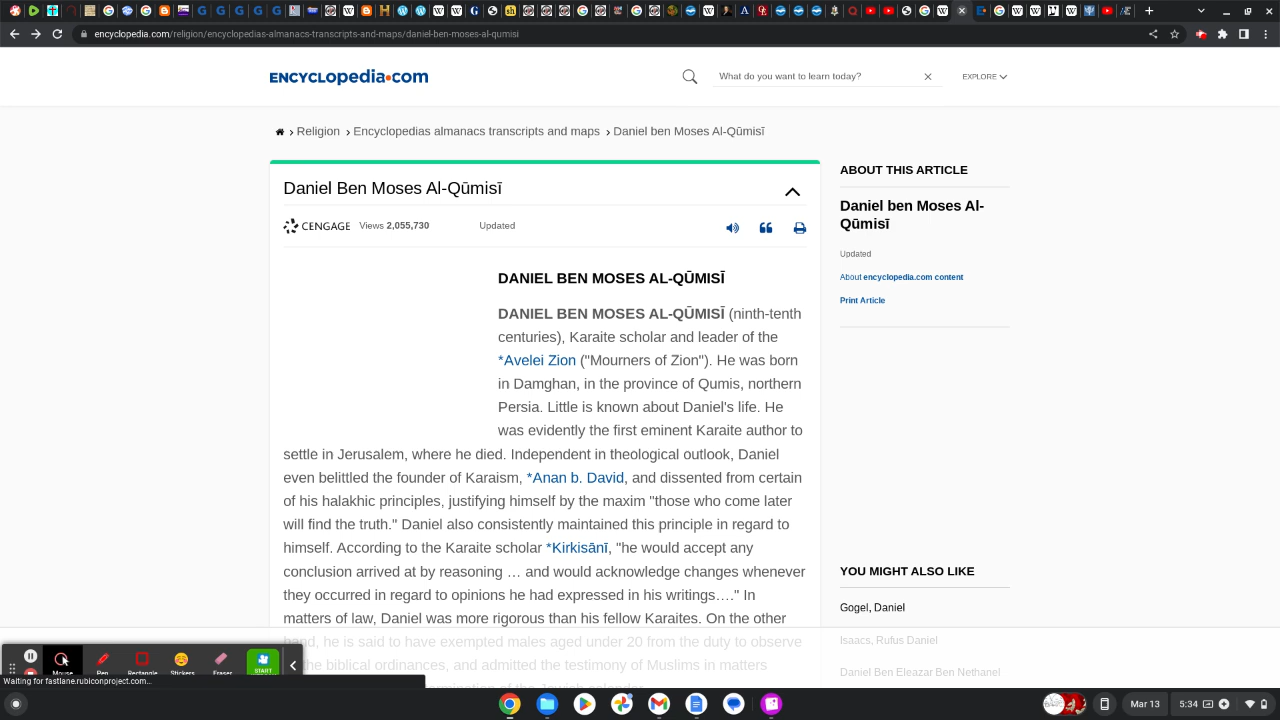 encyclopedia.com/religion/encyclopedias-almanacs-transcripts-and-maps/daniel-ben-moses-al-qumisi
ENCYCLOPedia.com
What do you want to learn today?
EXPLORE
Religion
Encyclopedias almanacs transcripts and maps
Daniel ben Moses Al-Qūmisī
Daniel Ben Moses Al-Qūmisī
CENGAGE
Views 2,055,730
Updated
DANIEL BEN MOSES AL-QŪMISĪ
DANIEL BEN MOSES AL-QŪMISĪ (ninth-tenth
centuries), Karaite scholar and leader of the
*Avelei Zion ("Mourners of Zion"). He was born
in Damghan, in the province of Qumis, northern
Persia. Little is known about Daniel's life. He
was evidently the first eminent Karaite author to
settle in Jerusalem, where he died. Independent in theological outlook, Daniel
even belittled the founder of Karaism, *Anan b. David, and dissented from certain
of his halakhic principles, justifying himself by the maxim "those who come later
will find the truth." Daniel also consistently maintained this principle in regard to
himself. According to the Karaite scholar *Kirkisānī, "he would accept any
conclusion arrived at by reasoning … and would acknowledge changes whenever
they occurred in regard to opinions he had expressed in his writings…." In
matters of law, Daniel was more rigorous than his fellow Karaites. On the other
hand, he is said to have exempted males aged under 20 from the duty to observe
the biblical ordinances, and admitted the testimony of Muslims in matters
of the Jewish calendar
ABOUT THIS ARTICLE
Daniel ben Moses Al-
Qūmisī
Updated
About encyclopedia.com content
Print Article
YOU MIGHT ALSO LIKE
Gogel, Daniel
Isaacs, Rufus Daniel
Daniel Ben Eleazar Ben Nethanel
Mouse
Pen
Rectangle
Stickers
Eraser
START
Waiting for fastlane.rubiconproject.com...
Mar 13
5:34